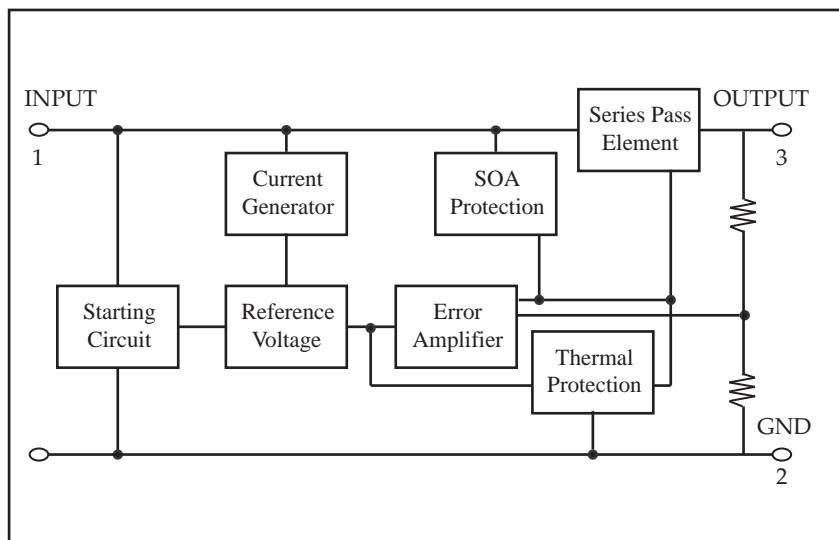 INPUT
1
Series Pass
Element
OUTPUT
3
Current
Generator
SOA
Protection
Starting
Circuit
Reference
Voltage
Error
Amplifier
Thermal
Protection
GND
2